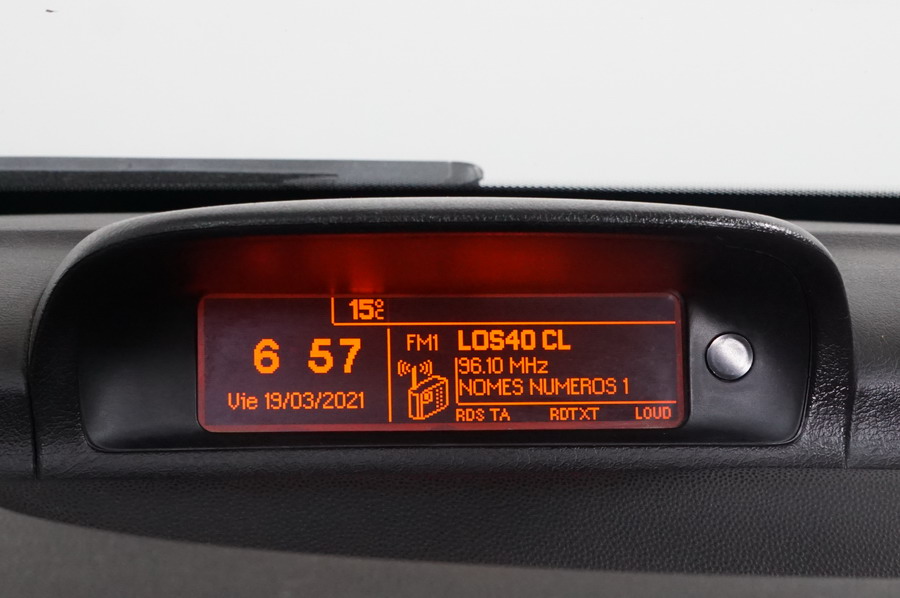 15°C
6 57
Vie 19/03/2021
FM1 LOS40 CL
96.10 MHz
NOMES NUMEROS 1
RDS TA RDTXT LOUD